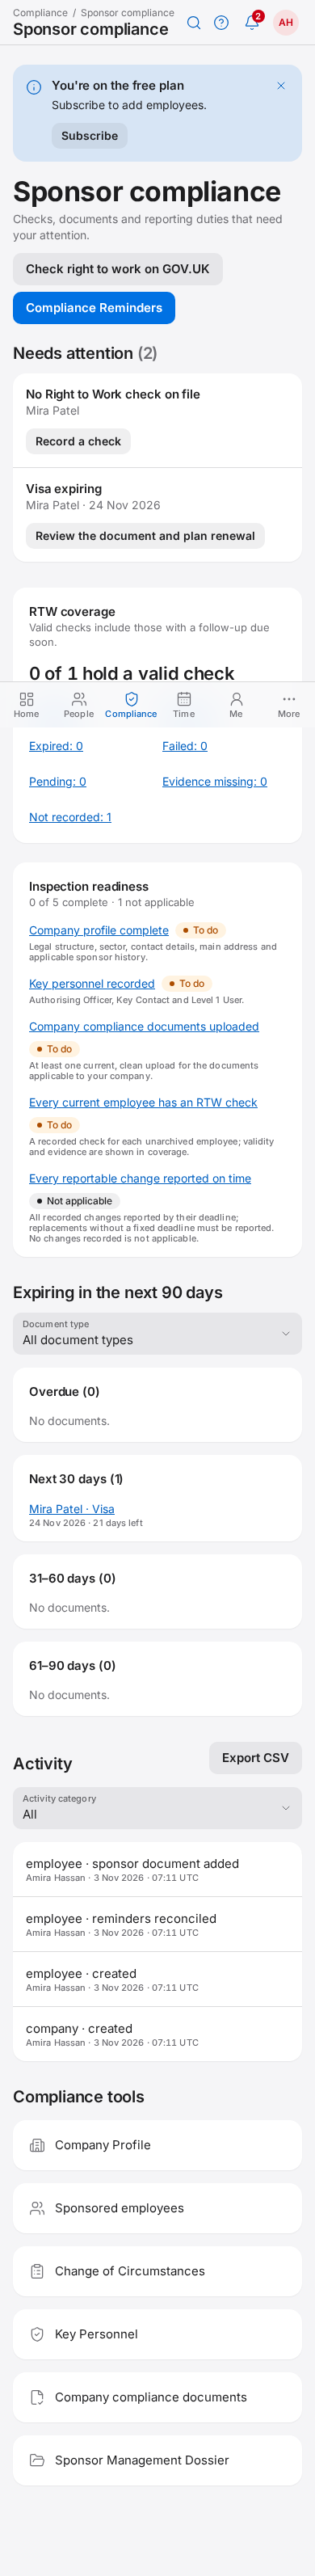 Compliance / Sponsor compliance
Sponsor compliance
2
AH
You're on the free plan
Subscribe to add employees.
Subscribe
Sponsor compliance
Checks, documents and reporting duties that need
your attention.
Check right to work on GOV.UK
Compliance Reminders
Needs attention (2)
No Right to Work check on file
Mira Patel
Record a check
Visa expiring
Mira Patel · 24 Nov 2026
Review the document and plan renewal
RTW coverage
Valid checks include those with a follow-up due
soon.
0 of 1 hold a valid check
Home
People
Compliance
Time
Me
More
Expired: 0
Failed: 0
Pending: 0
Evidence missing: 0
Not recorded: 1
Inspection readiness
0 of 5 complete · 1 not applicable
Company profile complete
To do
Legal structure, sector, contact details, main address and
applicable sponsor history.
Key personnel recorded
To do
Authorising Officer, Key Contact and Level 1 User.
Company compliance documents uploaded
To do
At least one current, clean upload for the documents
applicable to your company.
Every current employee has an RTW check
To do
A recorded check for each unarchived employee; validity
and evidence are shown in coverage.
Every reportable change reported on time
Not applicable
All recorded changes reported by their deadline;
replacements without a fixed deadline must be reported.
No changes recorded is not applicable.
Expiring in the next 90 days
Document type
All document types
Overdue (0)
No documents.
Next 30 days (1)
Mira Patel · Visa
24 Nov 2026 · 21 days left
31–60 days (0)
No documents.
61–90 days (0)
No documents.
Activity
Export CSV
Activity category
All
employee · sponsor document added
Amira Hassan · 3 Nov 2026 · 07:11 UTC
employee · reminders reconciled
Amira Hassan · 3 Nov 2026 · 07:11 UTC
employee · created
Amira Hassan · 3 Nov 2026 · 07:11 UTC
company · created
Amira Hassan · 3 Nov 2026 · 07:11 UTC
Compliance tools
Company Profile
Sponsored employees
Change of Circumstances
Key Personnel
Company compliance documents
Sponsor Management Dossier